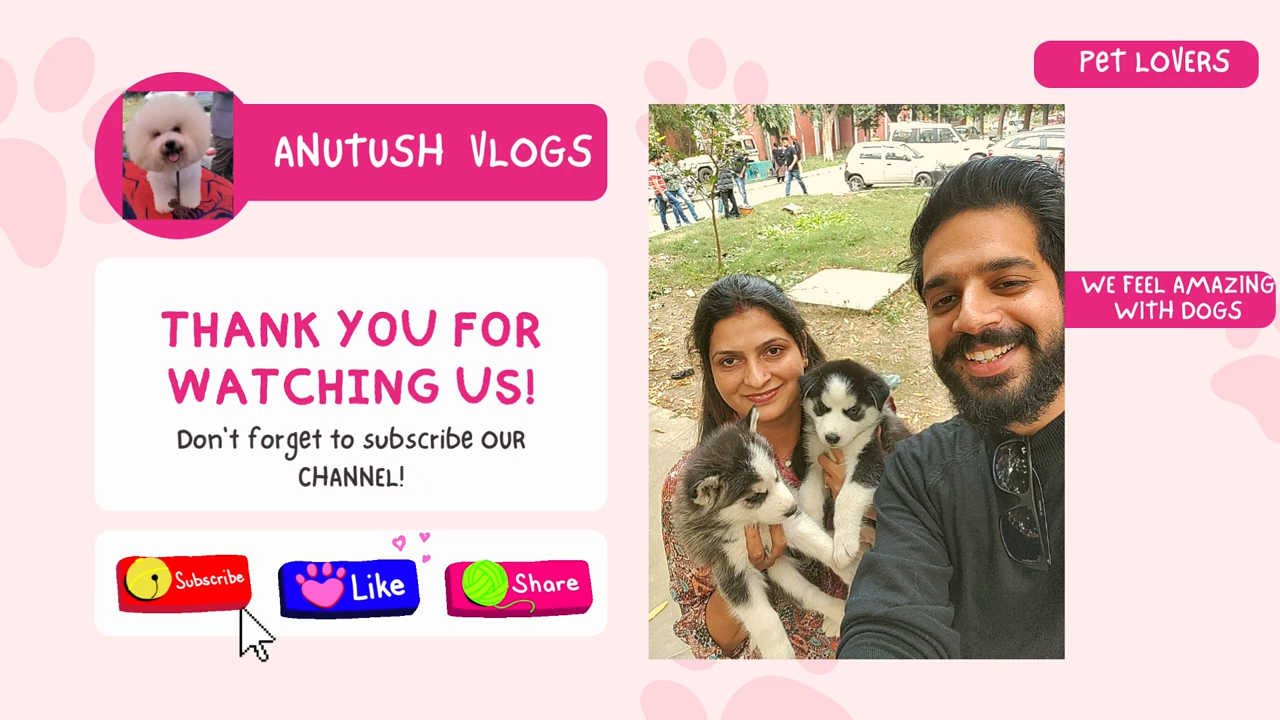 PET LOVERS
ANUTUSH VLOGS
WE FEEL AMAZING
WITH DOGS
THANK YOU FOR
WATCHING US!
Don't forget to subscribe OUR
CHANNEL!
Subscribe
Like
Share